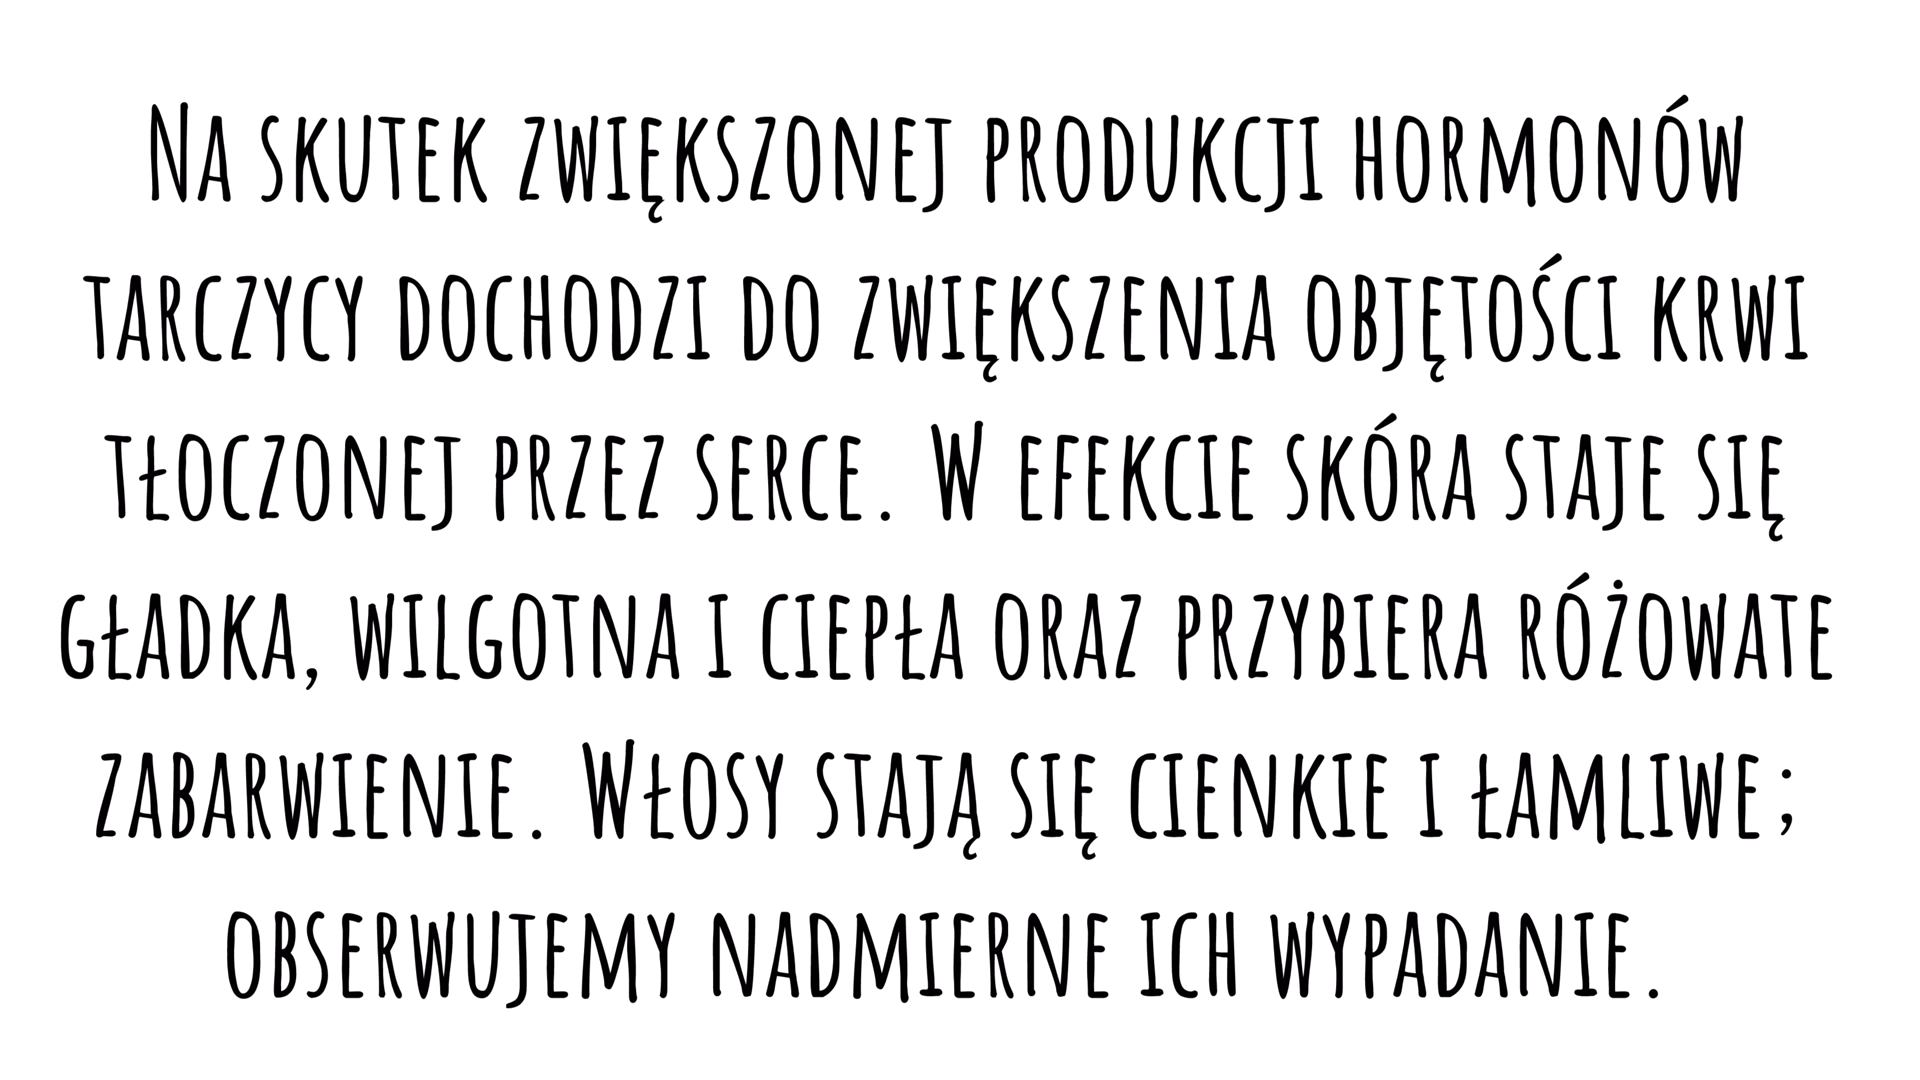 Na skutek zwiększonej produkcji hormonów
tarczycy dochodzi do zwiększenia objętości krwi
tłoczonej przez serce. W efekcie skóra staje się
gładka, wilgotna i ciepła oraz przybiera różowate
zabarwienie. Włosy stają się cienkie i łamliwe;
obserwujemy nadmierne ich wypadanie.